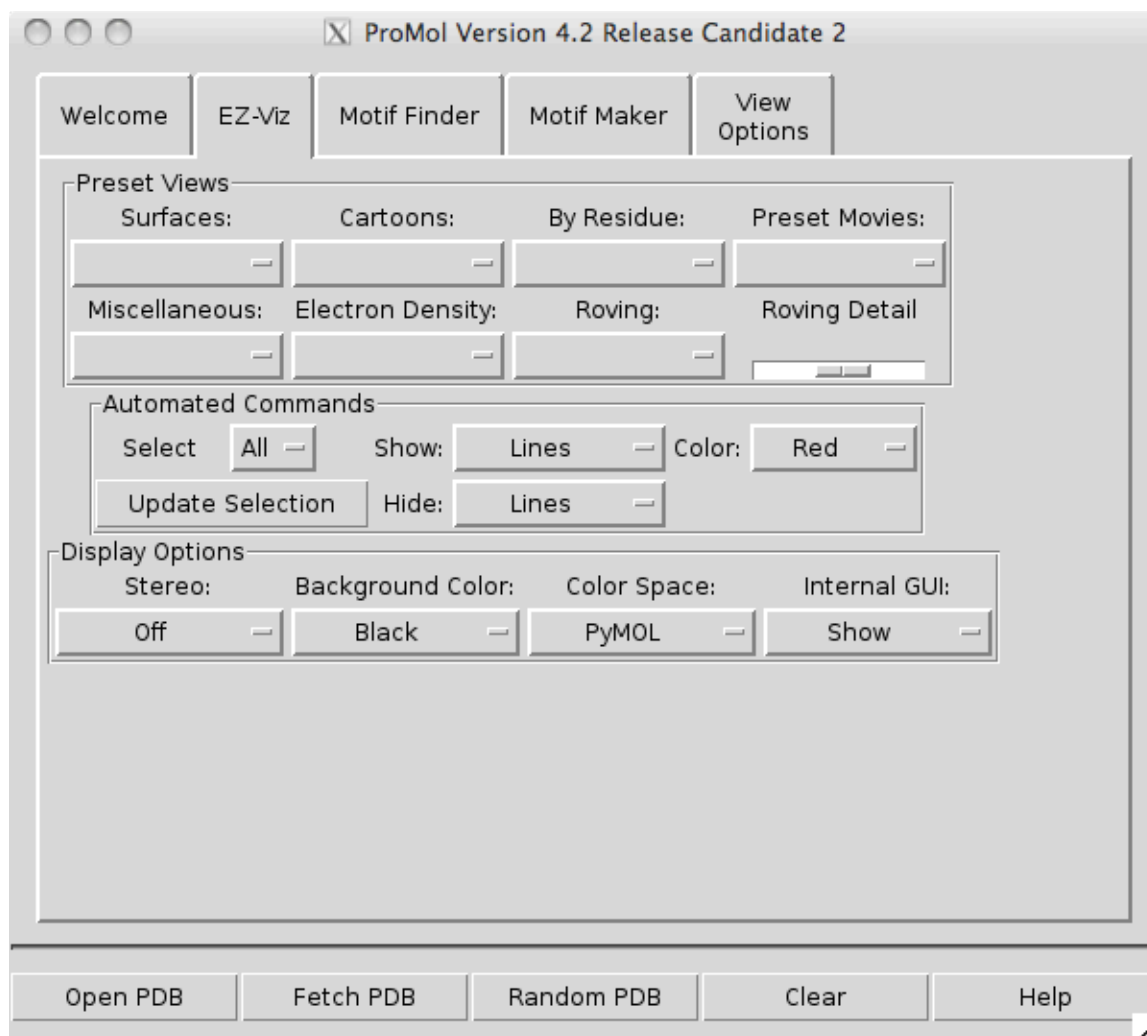 X ProMol Version 4.2 Release Candidate 2
Welcome EZ-Viz Motif Finder Motif Maker View
Options
Preset Views
Surfaces: Cartoons: By Residue: Preset Movies:
Miscellaneous: Electron Density: Roving: Roving Detail
Automated Commands
Select All Show: Lines Color: Red
Update Selection Hide: Lines
Display Options
Stereo: Background Color: Color Space: Internal GUI:
Off Black PyMOL Show
Open PDB Fetch PDB Random PDB Clear Help